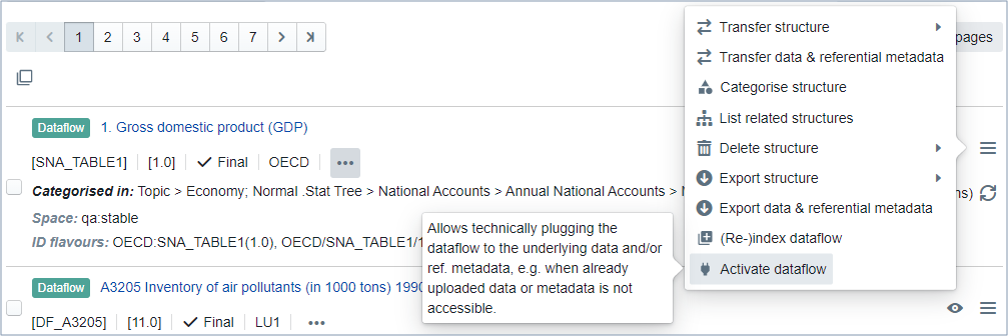 1 2 3 4 5 6 7
pages
Dataflow 1. Gross domestic product (GDP)
[SNA_TABLE1] [1.0] Final OECD •••
Categorised in: Topic > Economy; Normal .Stat Tree > National Accounts > Annual National Accounts >
ns)
Space: qa:stable
ID flavours: OECD:SNA_TABLE1(1.0), OECD/SNA_TABLE1/1
Dataflow A3205 Inventory of air pollutants (in 1000 tons) 1990
[DF_A3205] [11.0] Final LU1 •••
Transfer structure
Transfer data & referential metadata
Categorise structure
List related structures
Delete structure
Export structure
Export data & referential metadata
(Re-)index dataflow
Activate dataflow
Allows technically plugging the
dataflow to the underlying data and/or
ref. metadata, e.g. when already
uploaded data or metadata is not
accessible.